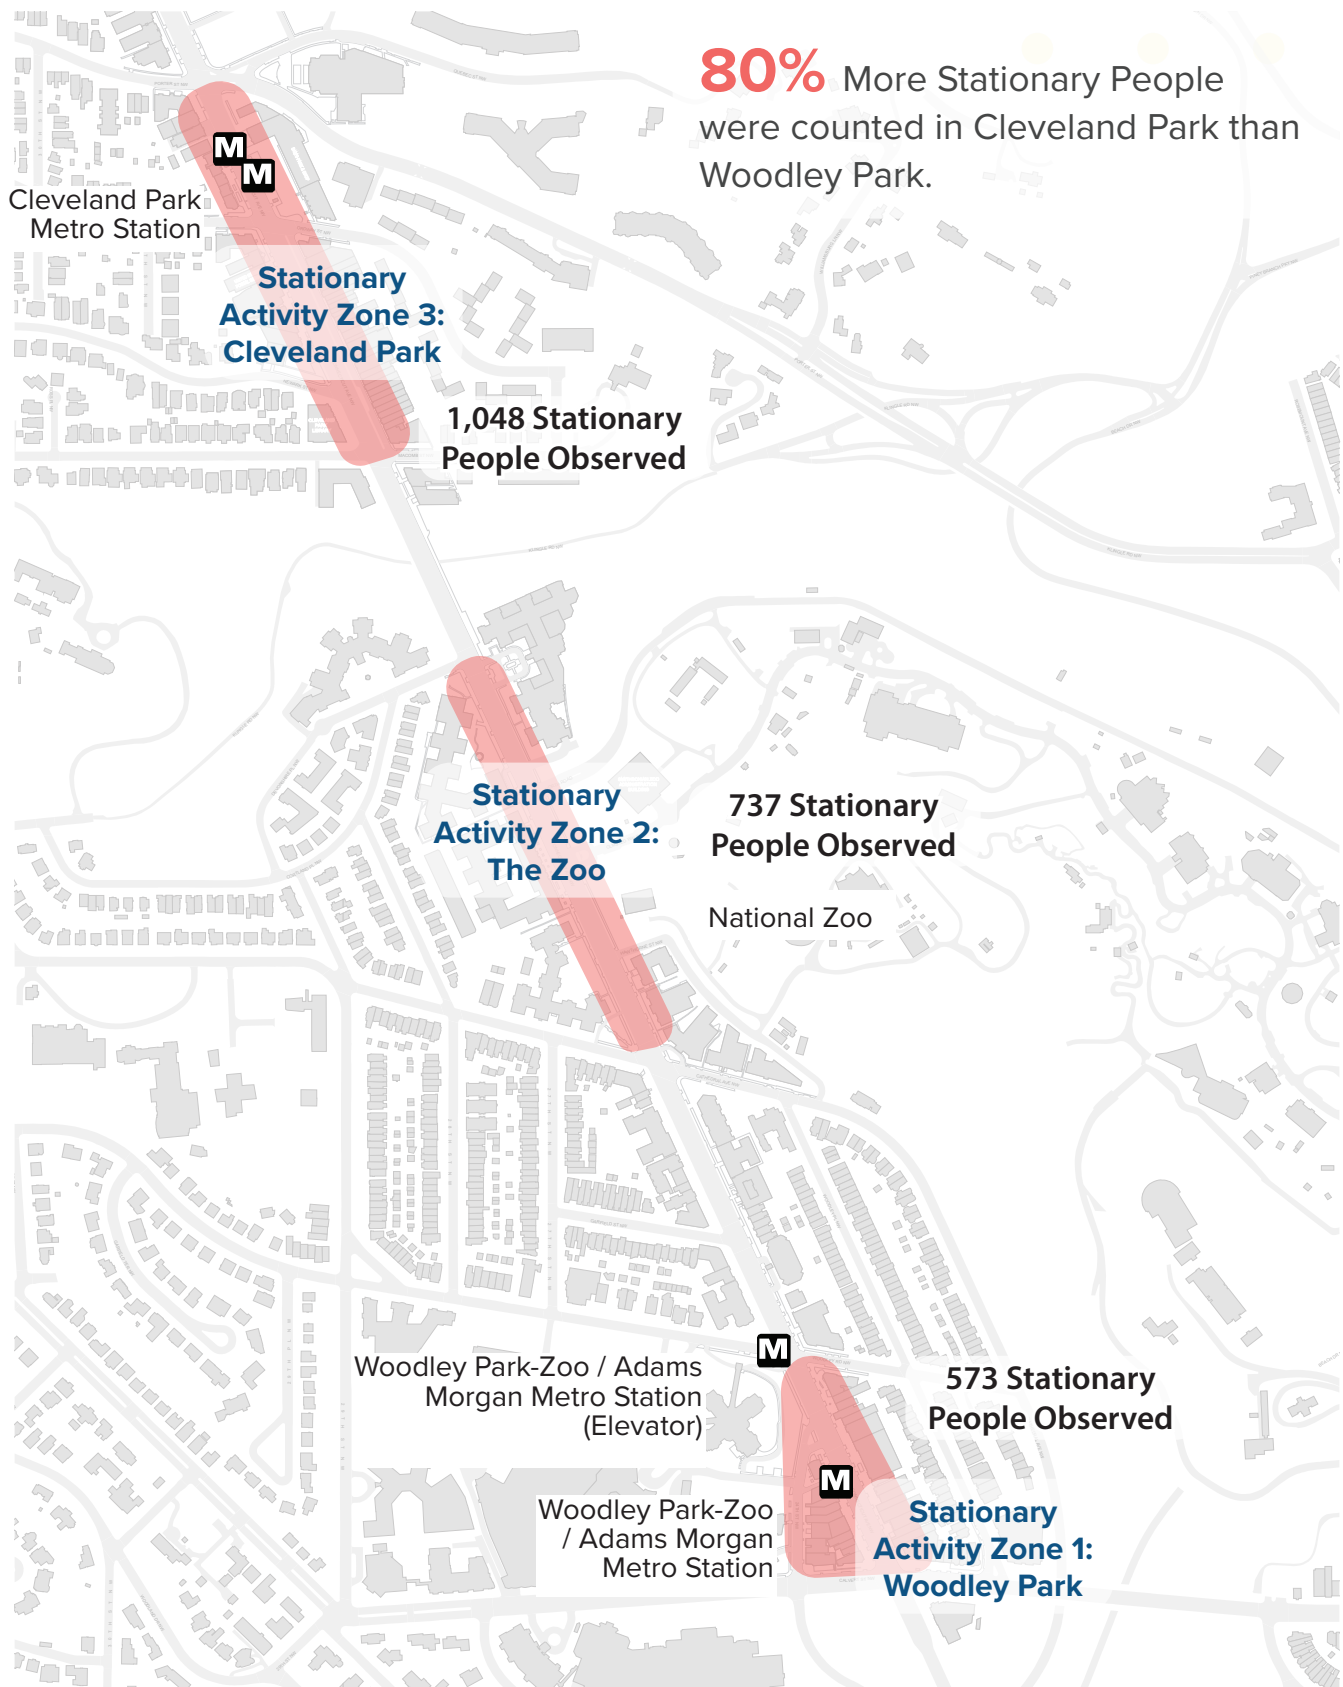 80% More Stationary People
were counted in Cleveland Park than
Woodley Park.
M
M
Cleveland Park
Metro Station
Stationary
Activity Zone 3:
Cleveland Park
1,048 Stationary
People Observed
Stationary
Activity Zone 2:
The Zoo
737 Stationary
People Observed
National Zoo
M
Woodley Park-Zoo / Adams
Morgan Metro Station
(Elevator)
573 Stationary
People Observed
M
Woodley Park-Zoo
/ Adams Morgan
Metro Station
Stationary
Activity Zone 1:
Woodley Park